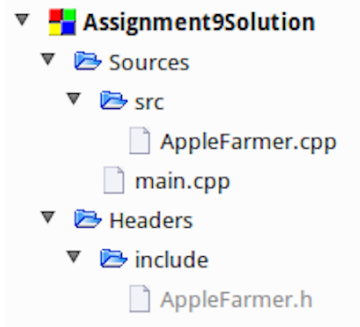 Assignment9Solution
Sources
src
AppleFarmer.cpp
main.cpp
Headers
include
AppleFarmer.h